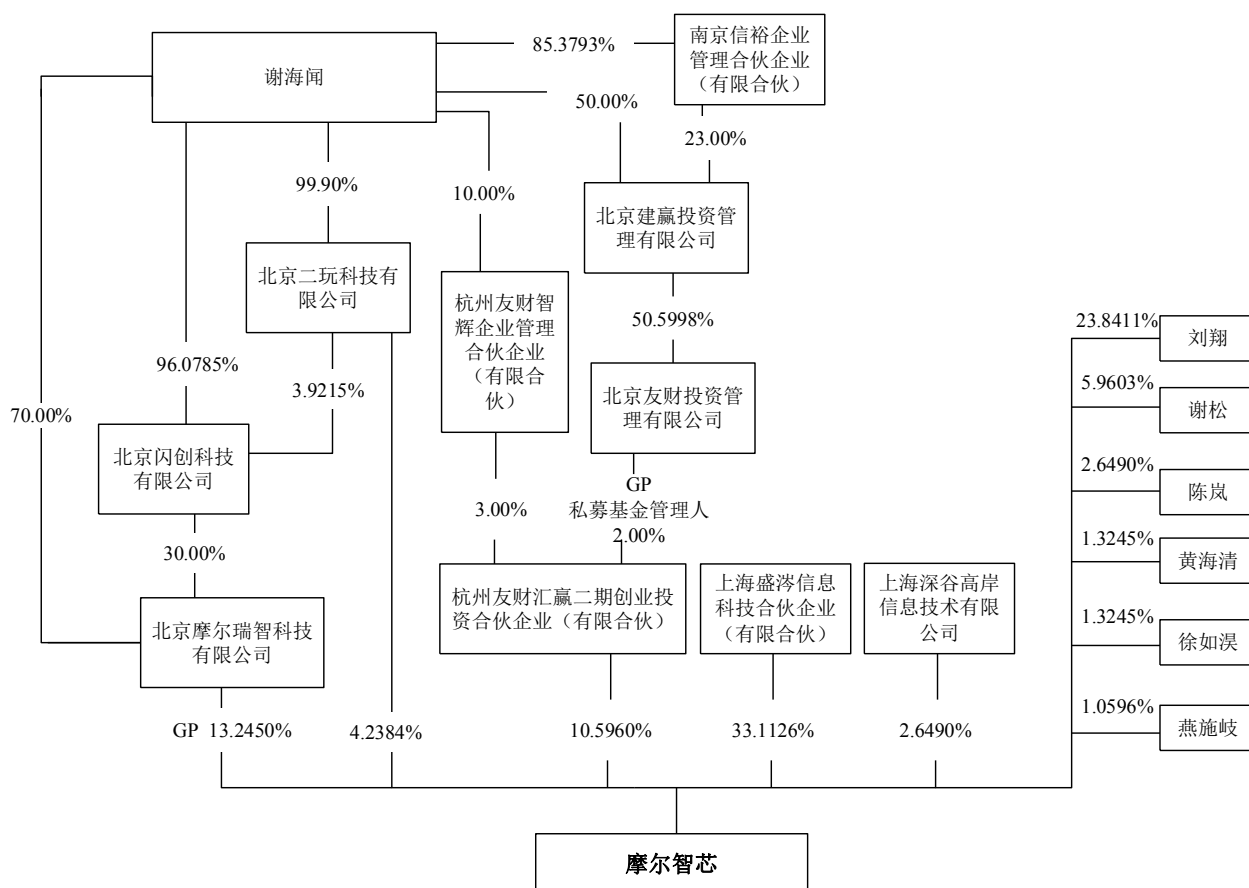 谢海闻
85.3793%
南京信裕企业
管理合伙企业
（有限合伙）
50.00%
23.00%
99.90%
10.00%
北京建赢投资管
理有限公司
北京二玩科技有
限公司
杭州友财智
辉企业管理
合伙企业
（有限合
伙）
50.5998%
23.8411%
刘翔
96.0785%
3.9215%
北京友财投资管
理有限公司
5.9603%
谢松
70.00%
北京闪创科技
有限公司
2.6490%
陈岚
GP
私募基金管理人
3.00%
2.00%
30.00%
1.3245%
黄海清
北京摩尔瑞智科技
有限公司
杭州友财汇赢二期创业投
资合伙企业（有限合伙）
上海盛涔信息
科技合伙企业
（有限合伙）
上海深谷高岸
信息技术有限
公司
1.3245%
徐如淏
1.0596%
燕施岐
GP 13.2450%
4.2384%
10.5960%
33.1126%
2.6490%
摩尔智芯